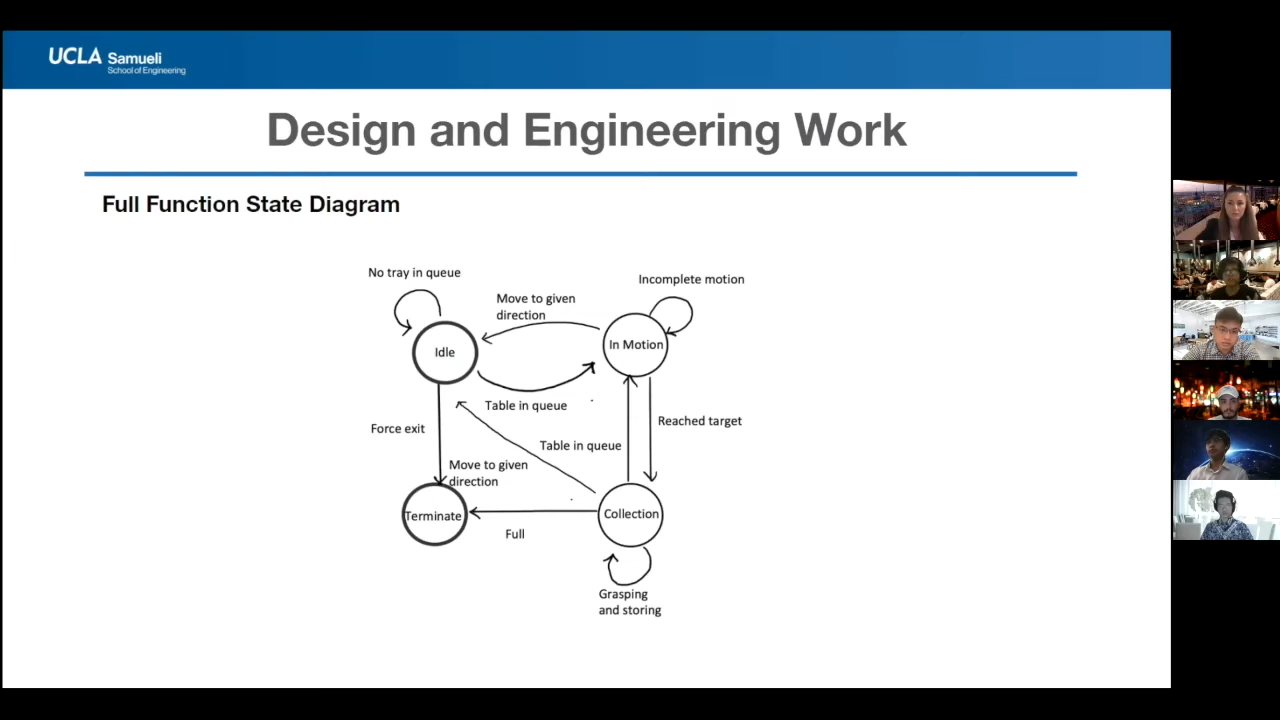 UCLA Samueli
School of Engineering
Design and Engineering Work
Full Function State Diagram
No tray in queue
Incomplete motion
Move to given
direction
Idle
In Motion
Table in queue
Force exit
Reached target
Table in queue
Move to given
direction
Terminate
Collection
Full
Grasping
and storing